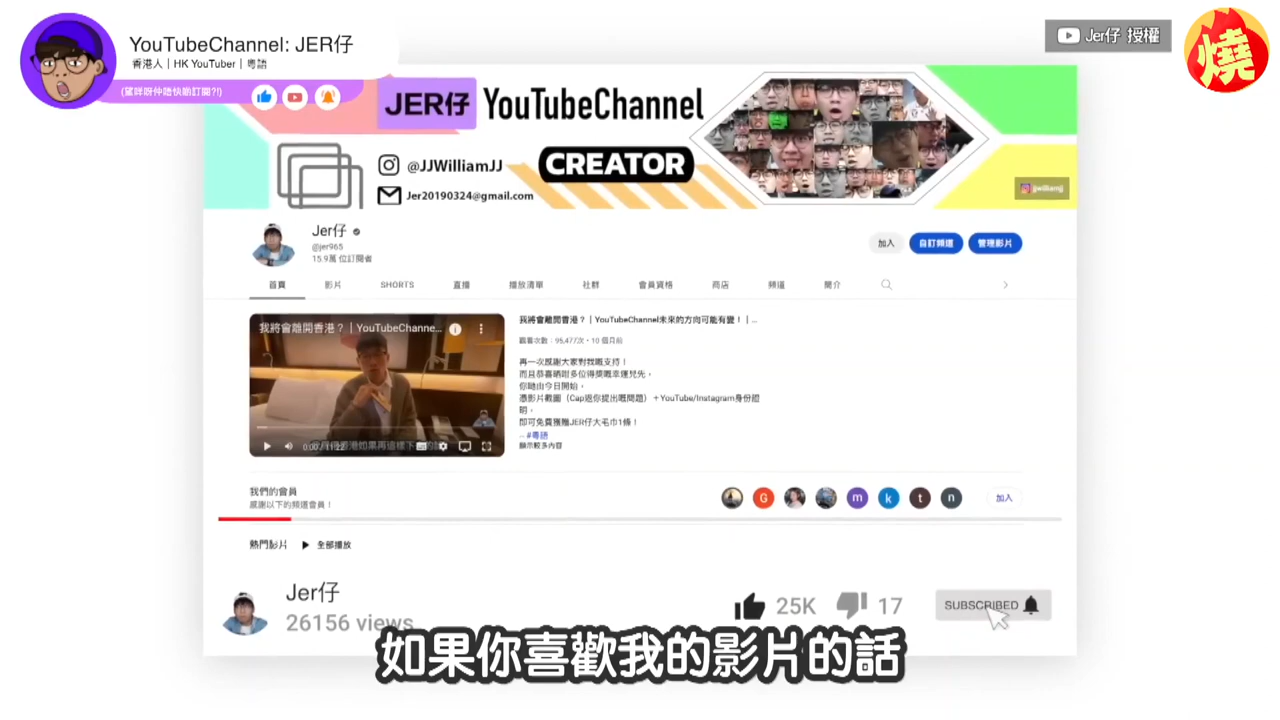 YouTubeChannel: JER仔
香港人｜HK YouTuber｜粵語
(望咩呀仲唔快啲訂閱?!)
Jer仔 授權
燒
JER仔 YouTubeChannel
@JJWilliamJJ
CREATOR
Jer20190324@gmail.com
jjwilliamjj
Jer仔
@jer965
15.9萬 位訂閱者
加入 自訂頻道 管理影片
首頁 影片 SHORTS 直播 播放清單 社群 會員資格 商店 頻道 簡介
我將會離開香港？｜YouTubeChanne...
我將會離開香港？｜YouTubeChannel未來的方向可能有變！｜...
觀看次數：95,477次・10 個月前
再一次感謝大家對我嘅支持！
而且恭喜晒咁多位得獎嘅幸運兒先，
你哋由今日開始，
憑影片截圖（Cap返你提出嘅問題）＋YouTube/Instagram身份證
明，
即可免費獲贈JER仔大毛巾1條！
... #粵語
顯示較多內容
0:00 / 11:22
我們的會員
感謝以下的頻道會員！
G m k t n
加入
熱門影片 全部播放
Jer仔
26156 views
25K 17
SUBSCRIBED
如果你喜歡我的影片的話